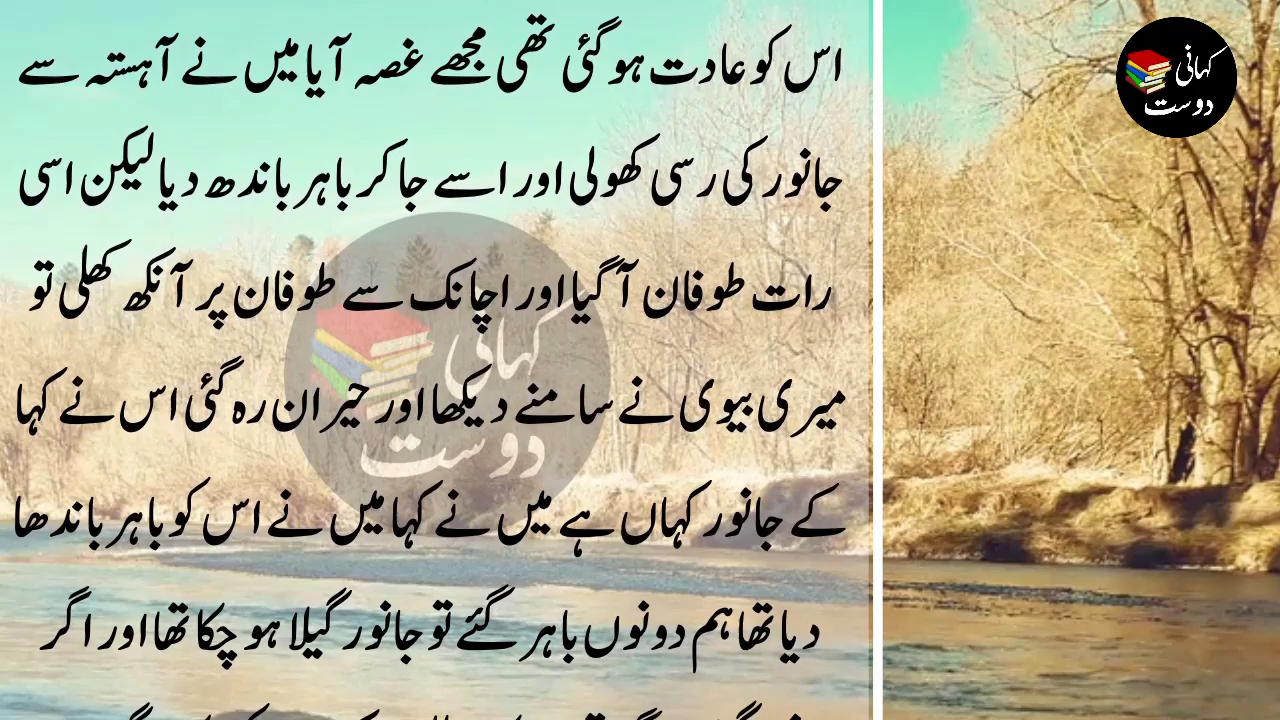 اس کو عادت ہو گئی تھی مجھے غصہ آیا میں نے آہستہ سے
جانور کی رسی کھولی اور اسے جا کر باہر باندھ دیا لیکن اسی
رات طوفان آ گیا اور اچانک سے طوفان پر آنکھ کھلی تو
میری بیوی نے سامنے دیکھا اور حیران رہ گئی اس نے کہا
کے جانور کہاں ہے میں نے کہا میں نے اس کو باہر باندھا
دیا تھا ہم دونوں باہر گئے تو جانور گیلا ہو چکا تھا اور اگر
کہانی
دوست
کہانی
دوست